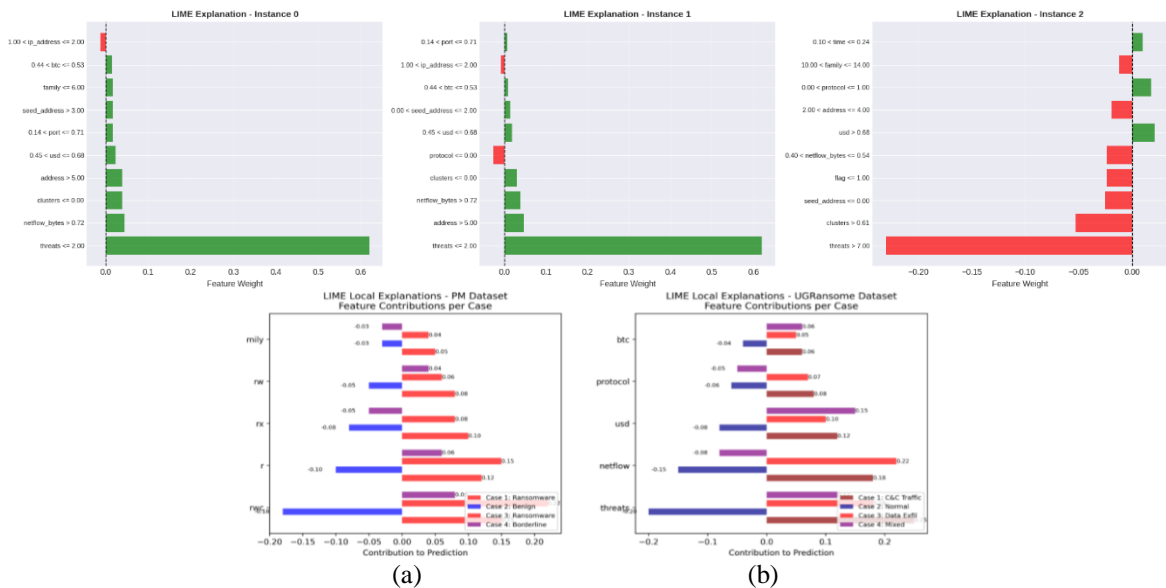 LIME Explanation - Instance 0
1.00 < ip_address <= 2.00
0.44 < btc <= 0.53
family <= 6.00
seed_address > 3.00
0.14 < port <= 0.71
0.45 < usd <= 0.68
address > 5.00
clusters <= 0.00
netflow_bytes > 0.72
threats <= 2.00
0.0 0.1 0.2 0.3 0.4 0.5 0.6
Feature Weight
LIME Explanation - Instance 1
0.14 < port <= 0.71
1.00 < ip_address <= 2.00
0.44 < btc <= 0.53
0.00 < seed_address <= 2.00
0.45 < usd <= 0.68
protocol <= 0.00
clusters <= 0.00
netflow_bytes > 0.72
address > 5.00
threats <= 2.00
0.0 0.1 0.2 0.3 0.4 0.5 0.6
Feature Weight
LIME Explanation - Instance 2
0.10 < time <= 0.24
10.00 < family <= 14.00
0.00 < protocol <= 1.00
2.00 < address <= 4.00
usd > 0.68
0.40 < netflow_bytes <= 0.54
flag <= 1.00
seed_address <= 0.00
clusters > 0.61
threats > 7.00
−0.20 −0.15 −0.10 −0.05 0.00
Feature Weight
LIME Local Explanations - PM Dataset
Feature Contributions per Case
mily
-0.03
0.04
-0.03
0.05
rw
0.04
0.06
-0.05
0.08
rx
-0.05
0.08
-0.08
0.10
r
0.06
0.15
-0.10
0.12
Case 1: Ransomware
Case 2: Benign
Case 3: Ransomware
Case 4: Borderline
−0.20 −0.15 −0.10 −0.05 0.00 0.05 0.10 0.15 0.20
Contribution to Prediction
LIME Local Explanations - UGRansome Dataset
Feature Contributions per Case
btc
0.06
0.05
-0.04
0.06
protocol
-0.05
0.07
-0.06
0.08
usd
0.15
0.10
-0.08
0.12
netflow
-0.08
0.22
-0.15
0.18
threats
Case 1: C&C Traffic
Case 2: Normal
Case 3: Data Exfil
Case 4: Mixed
−0.2 −0.1 0.0 0.1 0.2
Contribution to Prediction
(a)
(b)